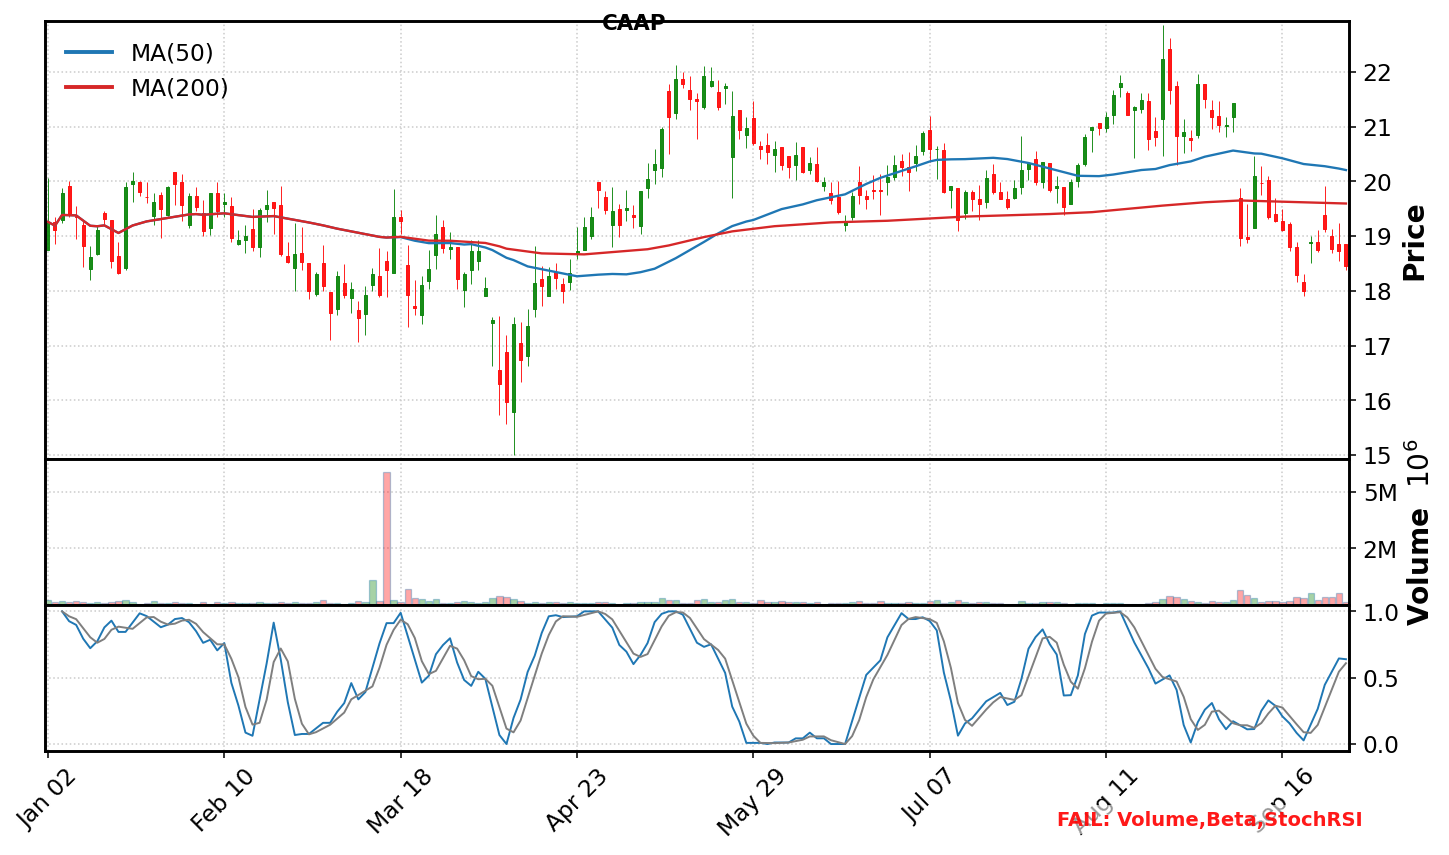 CAAP
MA(50)
MA(200)
22
21
20
19
18
17
16
15
Price
5M
2M
Volume 10⁶
1.0
0.5
0.0
Jan 02
Feb 10
Mar 18
Apr 23
May 29
Jul 07
Aug 11
Sep 16
FAIL: Volume,Beta,StochRSI